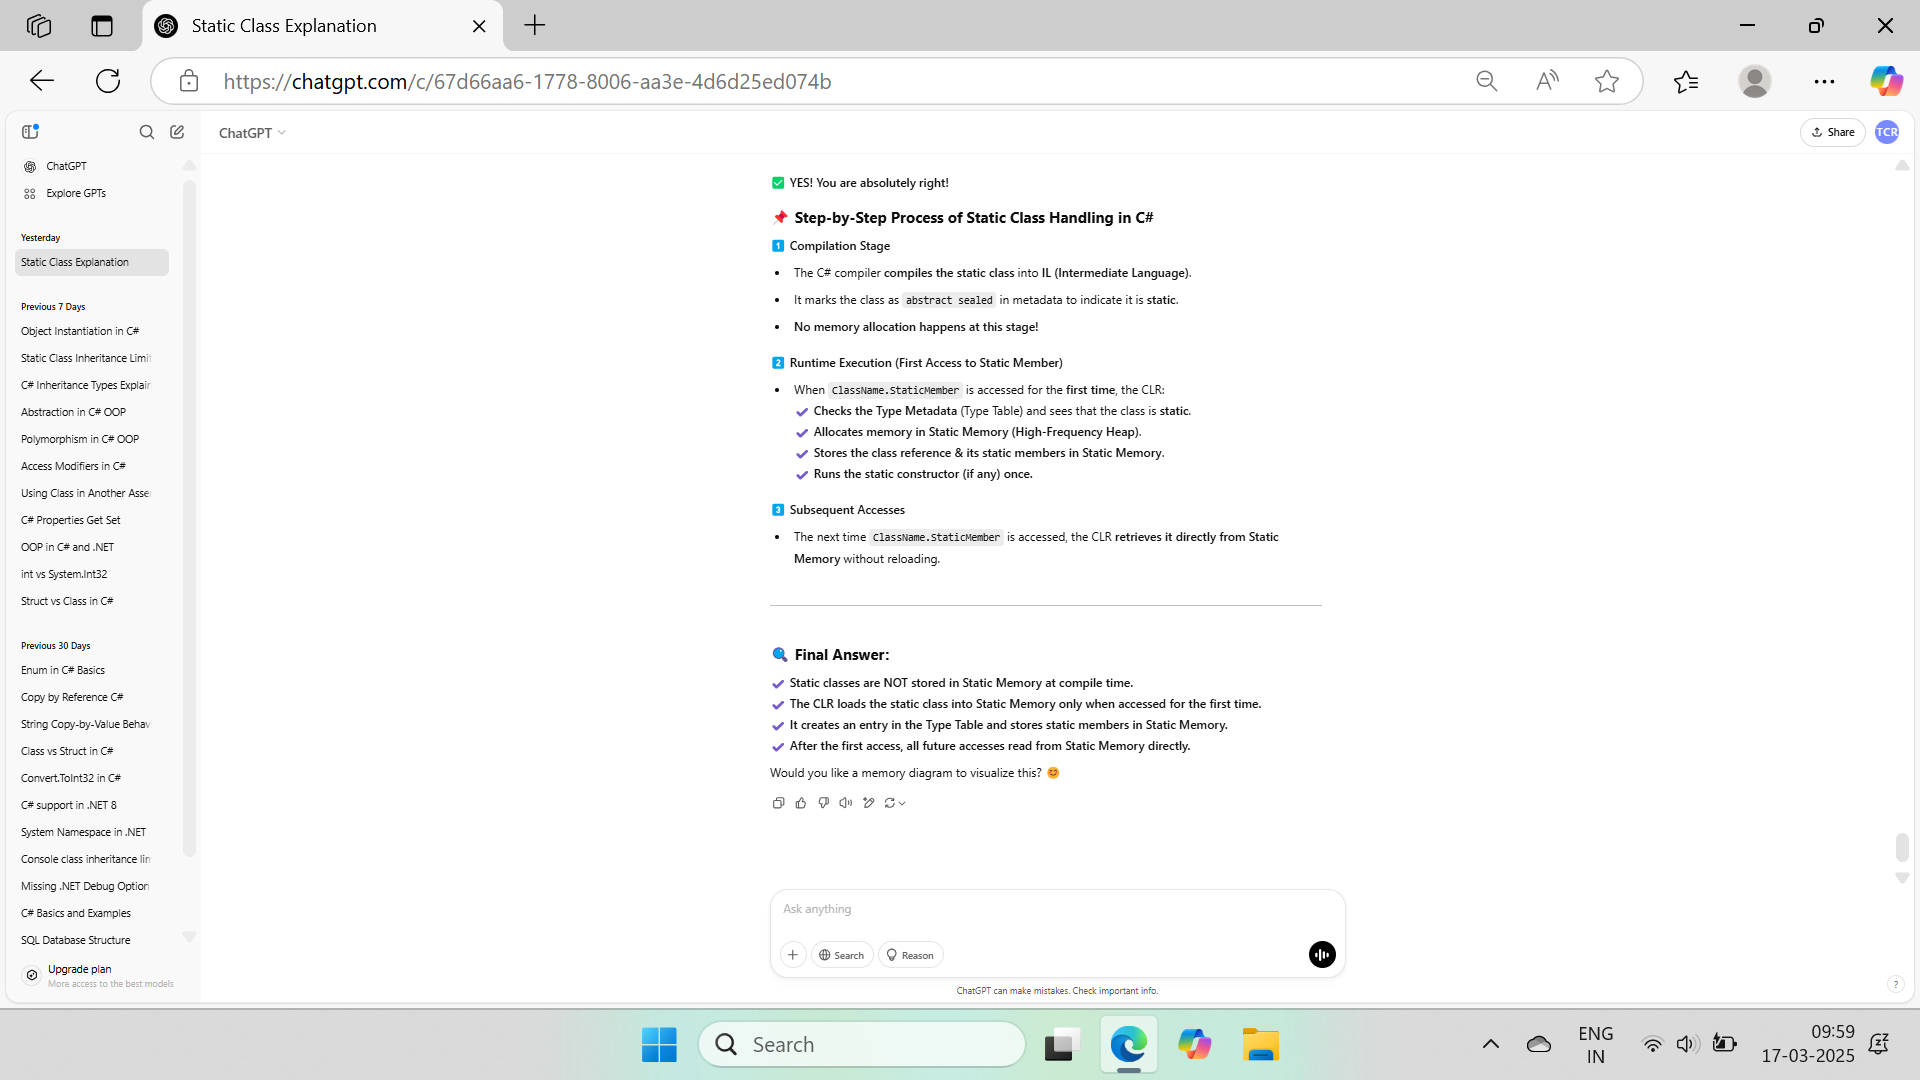 Static Class Explanation
https://chatgpt.com/c/67d66aa6-1778-8006-aa3e-4d6d25ed074b
ChatGPT
Explore GPTs
Yesterday
Static Class Explanation
Previous 7 Days
Object Instantiation in C#
Static Class Inheritance Limit
C# Inheritance Types Explain
Abstraction in C# OOP
Polymorphism in C# OOP
Access Modifiers in C#
Using Class in Another Asse
C# Properties Get Set
OOP in C# and .NET
int vs System.Int32
Struct vs Class in C#
Previous 30 Days
Enum in C# Basics
Copy by Reference C#
String Copy-by-Value Behav
Class vs Struct in C#
Convert.ToInt32 in C#
C# support in .NET 8
System Namespace in .NET
Console class inheritance lin
Missing .NET Debug Option
C# Basics and Examples
SQL Database Structure
Upgrade plan
More access to the best models
ChatGPT
Share
TCR
✅ YES! You are absolutely right!
📌 Step-by-Step Process of Static Class Handling in C#
1️⃣ Compilation Stage
• The C# compiler compiles the static class into IL (Intermediate Language).
• It marks the class as abstract sealed in metadata to indicate it is static.
• No memory allocation happens at this stage!
2️⃣ Runtime Execution (First Access to Static Member)
• When ClassName.StaticMember is accessed for the first time, the CLR:
✔ Checks the Type Metadata (Type Table) and sees that the class is static.
✔ Allocates memory in Static Memory (High-Frequency Heap).
✔ Stores the class reference & its static members in Static Memory.
✔ Runs the static constructor (if any) once.
3️⃣ Subsequent Accesses
• The next time ClassName.StaticMember is accessed, the CLR retrieves it directly from Static
Memory without reloading.
🔍 Final Answer:
✔ Static classes are NOT stored in Static Memory at compile time.
✔ The CLR loads the static class into Static Memory only when accessed for the first time.
✔ It creates an entry in the Type Table and stores static members in Static Memory.
✔ After the first access, all future accesses read from Static Memory directly.
Would you like a memory diagram to visualize this? 😊
Ask anything
Search
Reason
ChatGPT can make mistakes. Check important info.
?
Search
ENG
IN
09:59
17-03-2025